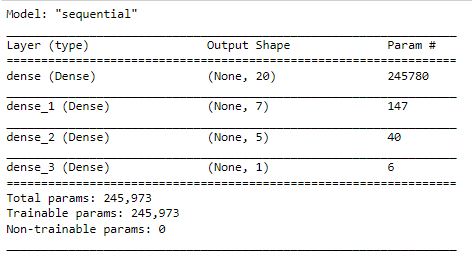 Model: "sequential"
Layer (type) Output Shape Param #
dense (Dense) (None, 20) 245780
dense_1 (Dense) (None, 7) 147
dense_2 (Dense) (None, 5) 40
dense_3 (Dense) (None, 1) 6
Total params: 245,973
Trainable params: 245,973
Non-trainable params: 0